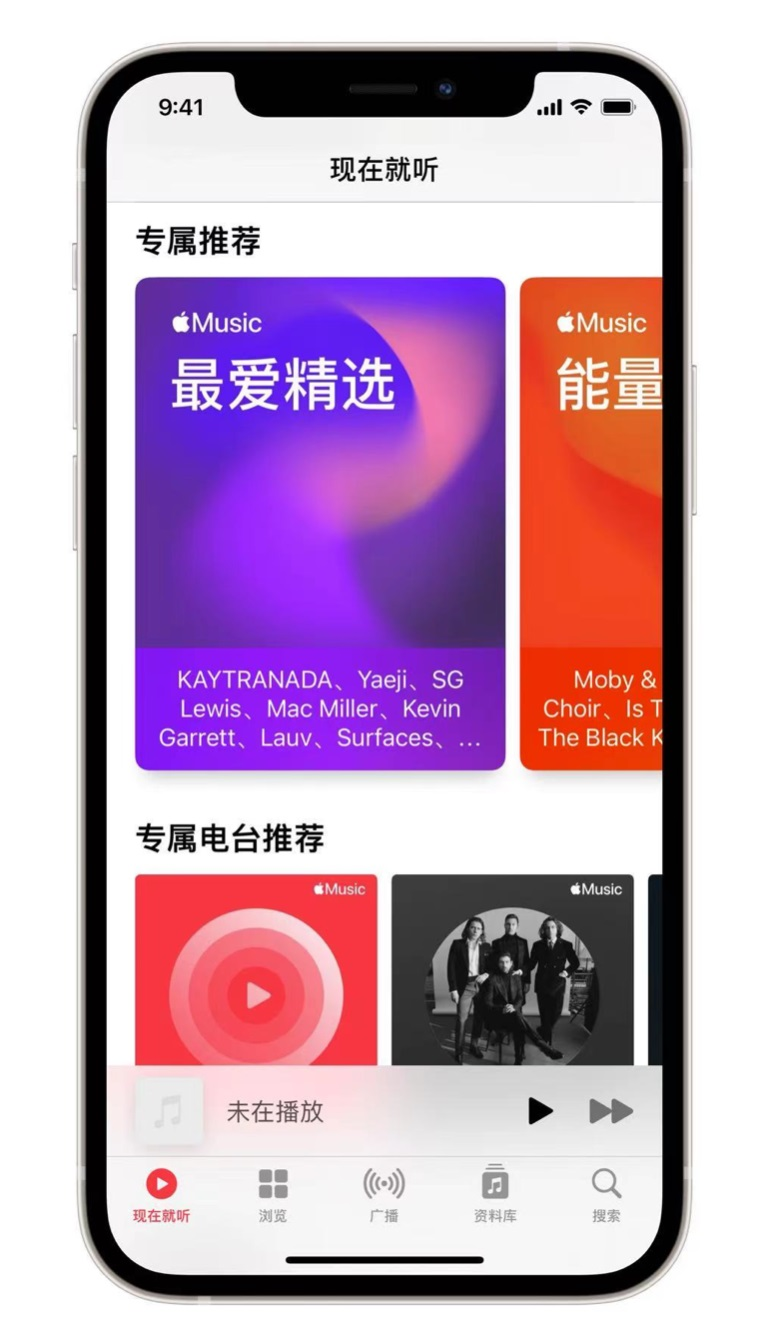 9:41
现在就听
专属推荐
Music
最爱精选
KAYTRANADA、Yaeji、SG
Lewis、Mac Miller、Kevin
Garrett、Lauv、Surfaces、...
Music
能量
Moby &
Choir、Is T
The Black K
专属电台推荐
Music
Music
未在播放
现在就听
浏览
广播
资料库
搜索